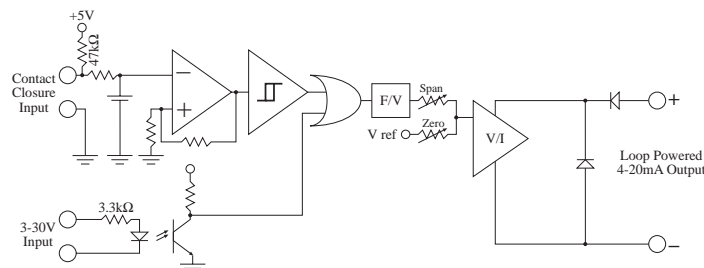 +5V
47kΩ
Contact
Closure
Input
−
+
F/V
Span
V ref
Zero
V/I
+
Loop Powered
4-20mA Output
−
3.3kΩ
3-30V
Input